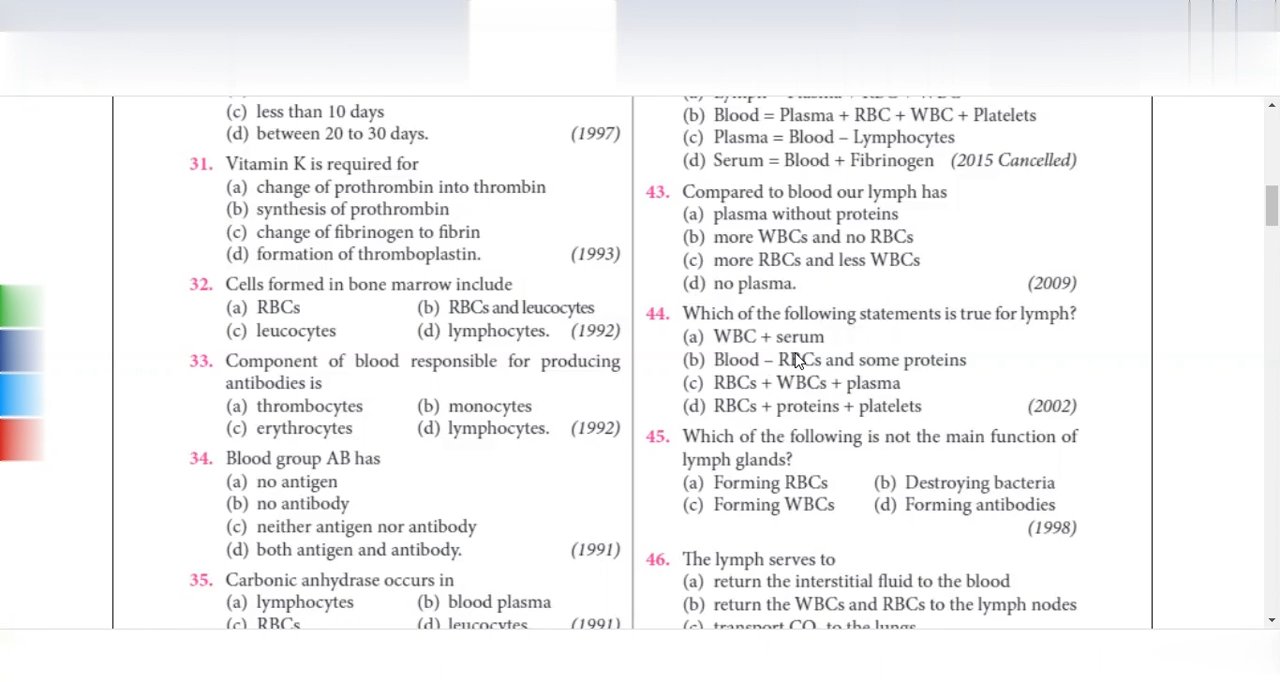 (c) less than 10 days
(d) between 20 to 30 days. (1997)
31. Vitamin K is required for
(a) change of prothrombin into thrombin
(b) synthesis of prothrombin
(c) change of fibrinogen to fibrin
(d) formation of thromboplastin. (1993)
32. Cells formed in bone marrow include
(a) RBCs (b) RBCs and leucocytes
(c) leucocytes (d) lymphocytes. (1992)
33. Component of blood responsible for producing
antibodies is
(a) thrombocytes (b) monocytes
(c) erythrocytes (d) lymphocytes. (1992)
34. Blood group AB has
(a) no antigen
(b) no antibody
(c) neither antigen nor antibody
(d) both antigen and antibody. (1991)
35. Carbonic anhydrase occurs in
(a) lymphocytes (b) blood plasma
(c) RBCs (d) leucocytes (1991)
(b) Blood = Plasma + RBC + WBC + Platelets
(c) Plasma = Blood – Lymphocytes
(d) Serum = Blood + Fibrinogen (2015 Cancelled)
43. Compared to blood our lymph has
(a) plasma without proteins
(b) more WBCs and no RBCs
(c) more RBCs and less WBCs
(d) no plasma. (2009)
44. Which of the following statements is true for lymph?
(a) WBC + serum
(b) Blood – RBCs and some proteins
(c) RBCs + WBCs + plasma
(d) RBCs + proteins + platelets (2002)
45. Which of the following is not the main function of
lymph glands?
(a) Forming RBCs (b) Destroying bacteria
(c) Forming WBCs (d) Forming antibodies
(1998)
46. The lymph serves to
(a) return the interstitial fluid to the blood
(b) return the WBCs and RBCs to the lymph nodes
(c) transport CO2 to the lungs